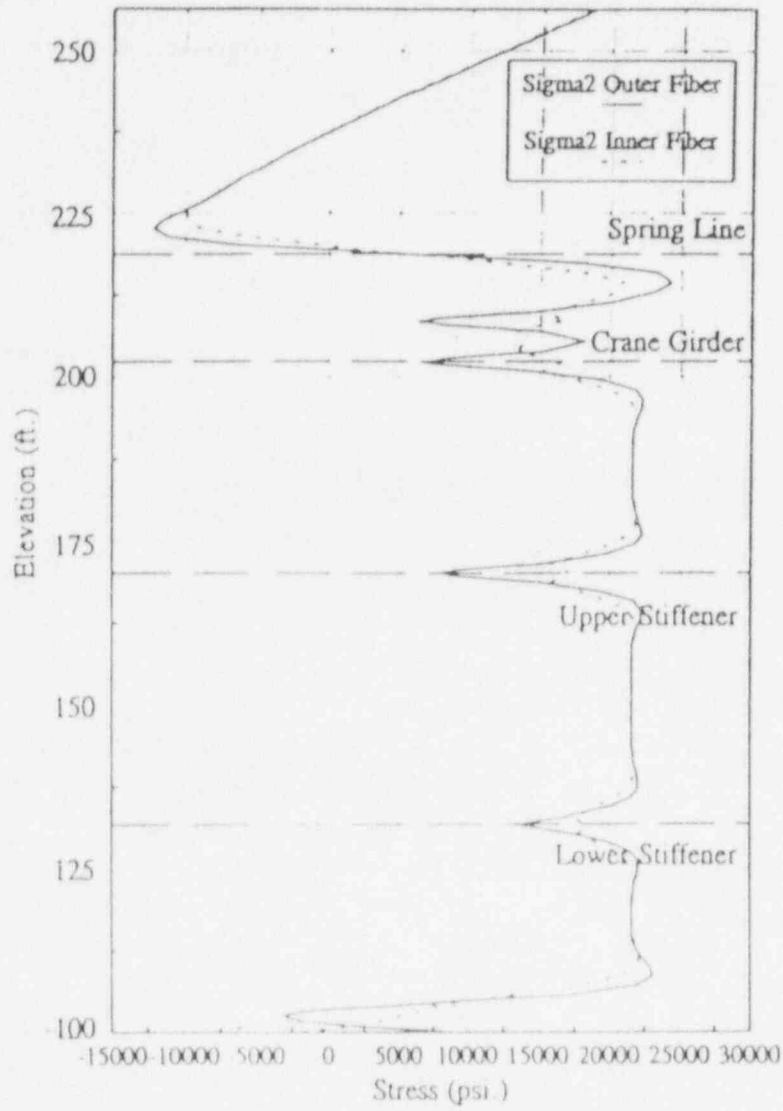 250
Sigma2 Outer Fiber
Sigma2 Inner Fiber
225
Spring Line
Crane Girder
200
Elevation (ft.)
175
Upper Stiffener
150
Lower Stiffener
125
100
-15000 -10000 -5000 0 5000 10000 15000 20000 25000 30000
Stress (psi.)